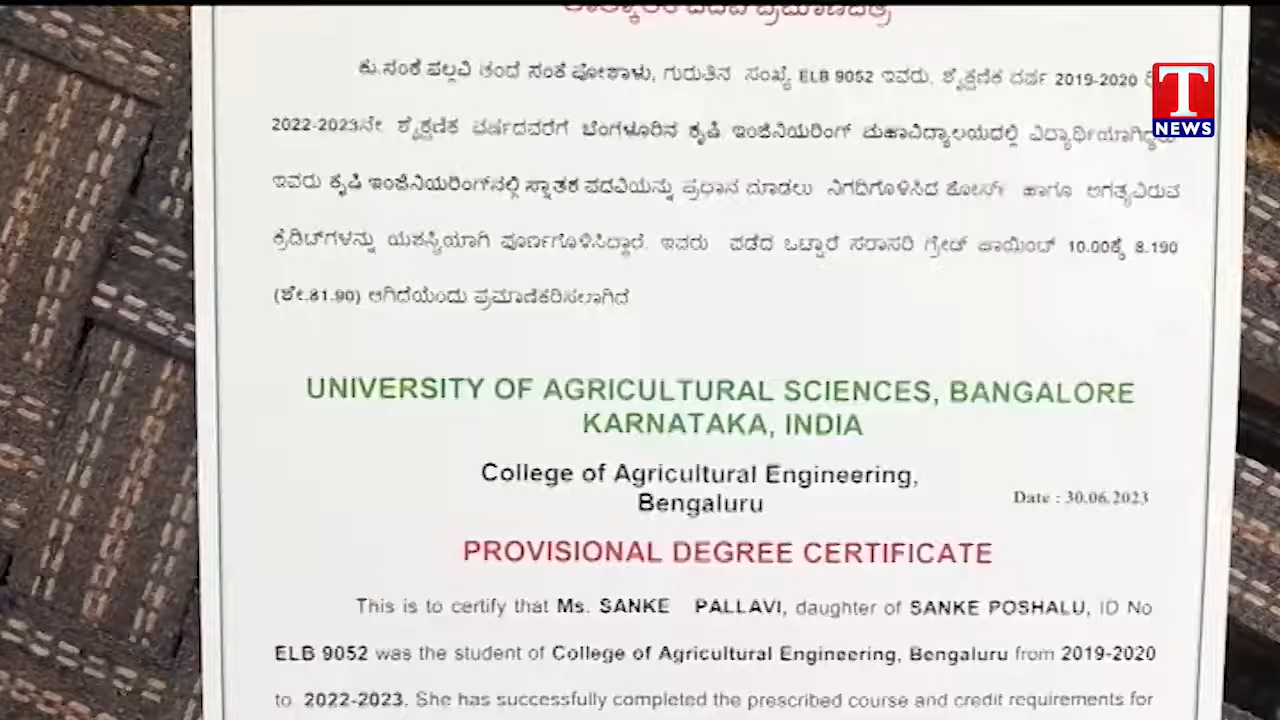 ತಾತ್ಕಾಲಿಕ ಪದವಿ ಪ್ರಮಾಣಪತ್ರ
ಕು.ಸಂಕೆ ಪಲ್ಲವಿ ತಂದೆ ಸಂಕೆ ಪೋಶಾಳು, ಗುರುತಿನ ಸಂಖ್ಯೆ ELB 9052 ಇವರು, ಶೈಕ್ಷಣಿಕ ವರ್ಷ 2019-2020
2022-2023ನೇ ಶೈಕ್ಷಣಿಕ ವರ್ಷದವರೆಗೆ ಬೆಂಗಳೂರಿನ ಕೃಷಿ ಇಂಜಿನಿಯರಿಂಗ್ ಮಹಾವಿದ್ಯಾಲಯದಲ್ಲಿ
ಇವರು ಕೃಷಿ ಇಂಜಿನಿಯರಿಂಗ್‌ನಲ್ಲಿ ಸ್ನಾತಕ ಪದವಿಯನ್ನು ಪ್ರಧಾನ ಮಾಡಲು ನಿಗದಿಗೊಳಿಸಿದ ಕೋರ್ಸ್ ಹಾಗೂ ಅಗತ್ಯವಿರುವ
ಕ್ರೆಡಿಟ್‌ಗಳನ್ನು ಯಶಸ್ವಿಯಾಗಿ ಪೂರ್ಣಗೊಳಿಸಿದ್ದಾರೆ. ಇವರು ಪಡೆದ ಒಟ್ಟಾರೆ ಸರಾಸರಿ ಗ್ರೇಡ್ ಪಾಯಿಂಟ್ 10.00ಕ್ಕೆ 8.190
(ಶೇ.81.90) ಆಗಿದೆಯೆಂದು ಪ್ರಮಾಣಿಕರಿಸಲಾಗಿದೆ
T
NEWS
UNIVERSITY OF AGRICULTURAL SCIENCES, BANGALORE
KARNATAKA, INDIA
College of Agricultural Engineering,
Bengaluru
Date : 30.06.2023
PROVISIONAL DEGREE CERTIFICATE
This is to certify that Ms. SANKE PALLAVI, daughter of SANKE POSHALU, ID No
ELB 9052 was the student of College of Agricultural Engineering, Bengaluru from 2019-2020
to 2022-2023. She has successfully completed the prescribed course and credit requirements for